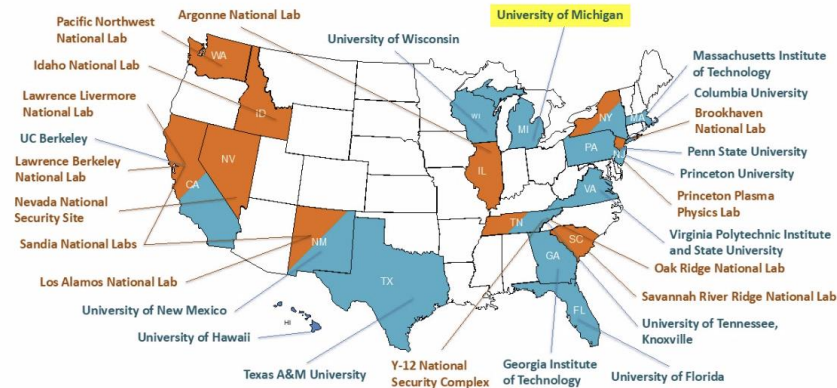 Argonne National Lab
Pacific Northwest
National Lab
University of Michigan
University of Wisconsin
Idaho National Lab
Massachusetts Institute
of Technology
Lawrence Livermore
National Lab
Columbia University
UC Berkeley
Brookhaven
National Lab
Lawrence Berkeley
National Lab
Penn State University
Princeton University
Nevada National
Security Site
Princeton Plasma
Physics Lab
Sandia National Labs
Virginia Polytechnic Institute
and State University
Los Alamos National Lab
Oak Ridge National Lab
University of New Mexico
Savannah River Ridge National Lab
University of Hawaii
University of Tennessee,
Knoxville
Texas A&M University
Y-12 National
Security Complex
Georgia Institute
of Technology
University of Florida
WA
ID
NV
CA
NM
TX
HI
WI
MI
IL
TN
GA
SC
FL
VA
PA
NY
MA
NJ